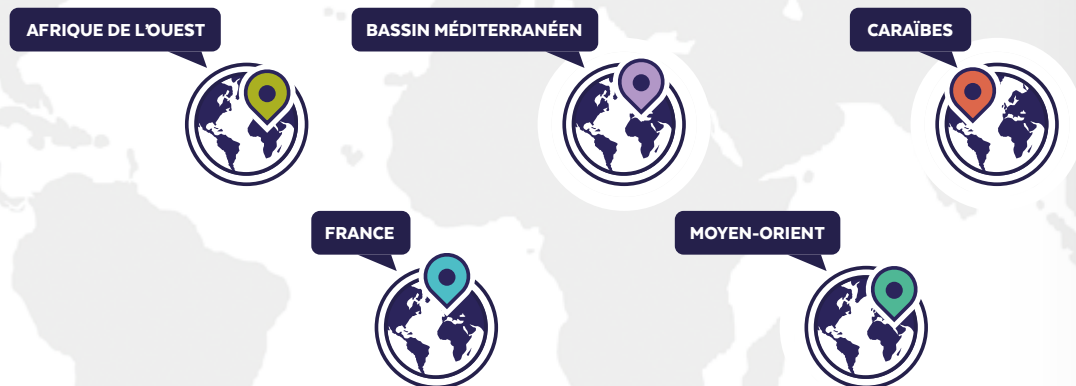 AFRIQUE DE L'OUEST
BASSIN MÉDITERRANÉEN
CARAÏBES
FRANCE
MOYEN-ORIENT